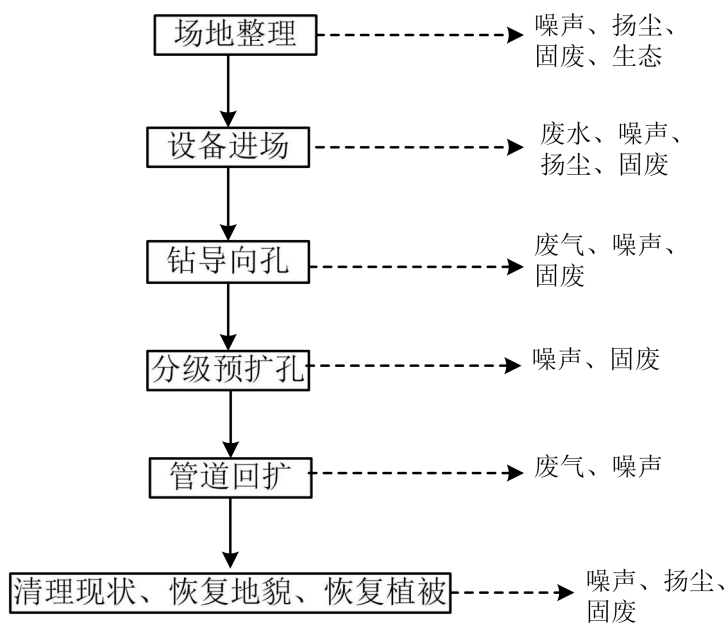 场地整理
噪声、扬尘、
固废、生态
设备进场
废水、噪声、
扬尘、固废
钻导向孔
废气、噪声、
固废
分级预扩孔
噪声、固废
管道回扩
废气、噪声
清理现状、恢复地貌、恢复植被
噪声、扬尘、
固废